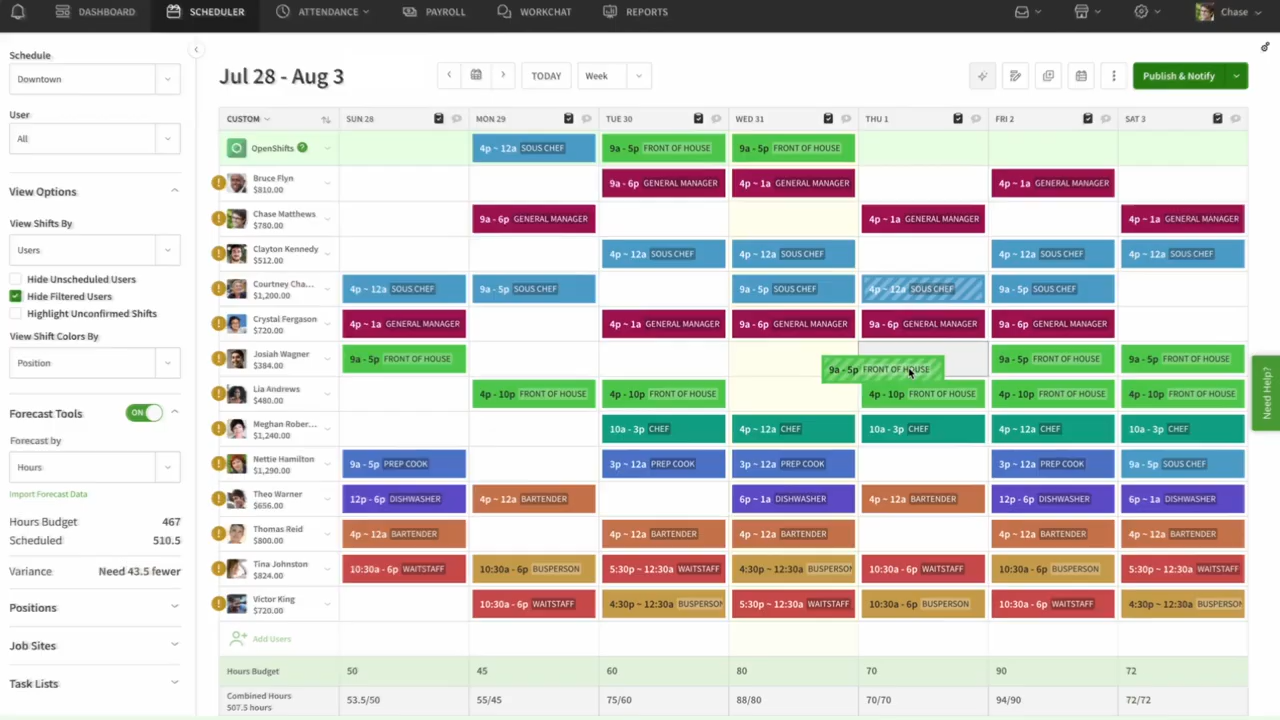 DASHBOARD SCHEDULER ATTENDANCE PAYROLL WORKCHAT REPORTS Chase
Schedule
Downtown
User
All
View Options
View Shifts By
Users
Hide Unscheduled Users
Hide Filtered Users
Highlight Unconfirmed Shifts
View Shift Colors By
Position
Forecast Tools ON
Forecast by
Hours
Import Forecast Data
Hours Budget 467
Scheduled 510.5
Variance Need 43.5 fewer
Positions
Job Sites
Task Lists
Jul 28 - Aug 3 TODAY Week Publish & Notify
CUSTOM SUN 28 MON 29 TUE 30 WED 31 THU 1 FRI 2 SAT 3
OpenShifts ? 4p ~ 12a SOUS CHEF 9a - 5p FRONT OF HOUSE 9a - 5p FRONT OF HOUSE
Bruce Flyn 9a - 6p GENERAL MANAGER 4p ~ 1a GENERAL MANAGER 4p ~ 1a GENERAL MANAGER
$810.00
Chase Matthews 9a - 6p GENERAL MANAGER 4p ~ 1a GENERAL MANAGER 4p ~ 1a GENERAL MANAGER
$780.00
Clayton Kennedy 4p ~ 12a SOUS CHEF 4p ~ 12a SOUS CHEF 4p ~ 12a SOUS CHEF 4p ~ 12a SOUS CHEF
$512.00
Courtney Cha... 4p ~ 12a SOUS CHEF 9a - 5p SOUS CHEF 9a - 5p SOUS CHEF 4p ~ 12a SOUS CHEF 9a - 5p SOUS CHEF
$1,200.00
Crystal Fergason 4p ~ 1a GENERAL MANAGER 4p ~ 1a GENERAL MANAGER 9a - 6p GENERAL MANAGER 9a - 6p GENERAL MANAGER 9a - 6p GENERAL MANAGER
$720.00
Josiah Wagner 9a - 5p FRONT OF HOUSE 9a - 5p FRONT OF HOUSE 9a - 5p FRONT OF HOUSE
$384.00
9a - 5p FRONT OF HOUSE
Lia Andrews 4p - 10p FRONT OF HOUSE 4p - 10p FRONT OF HOUSE 4p - 10p FRONT OF HOUSE 4p - 10p FRONT OF HOUSE 4p - 10p FRONT OF HOUSE
$480.00
Meghan Rober... 10a - 3p CHEF 4p ~ 12a CHEF 10a - 3p CHEF 4p ~ 12a CHEF 10a - 3p CHEF
$1,240.00
Nettie Hamilton 9a - 5p PREP COOK 3p ~ 12a PREP COOK 3p ~ 12a PREP COOK 3p ~ 12a PREP COOK 9a - 5p SOUS CHEF
$1,290.00
Theo Warner 12p - 6p DISHWASHER 4p ~ 12a BARTENDER 6p ~ 1a DISHWASHER 4p ~ 12a BARTENDER 12p - 6p DISHWASHER 6p ~ 1a DISHWASHER
$656.00
Thomas Reid 4p ~ 12a BARTENDER 4p ~ 12a BARTENDER 4p ~ 12a BARTENDER 4p ~ 12a BARTENDER 4p ~ 12a BARTENDER
$800.00
Tina Johnston 10:30a - 6p WAITSTAFF 10:30a - 6p BUSPERSON 5:30p ~ 12:30a WAITSTAFF 4:30p ~ 12:30a BUSPERSON 10:30a - 6p WAITSTAFF 10:30a - 6p BUSPERSON 5:30p ~ 12:30a WAITSTAFF
$824.00
Victor King 10:30a - 6p WAITSTAFF 4:30p ~ 12:30a BUSPERSON 5:30p ~ 12:30a WAITSTAFF 10:30a - 6p BUSPERSON 10:30a - 6p WAITSTAFF 4:30p ~ 12:30a BUSPERSON
$720.00
Add Users
Hours Budget 50 45 60 80 70 90 72
Combined Hours 53.5/50 55/45 75/60 88/80 70/70 94/90 72/72
507.5 hours
Need Help?